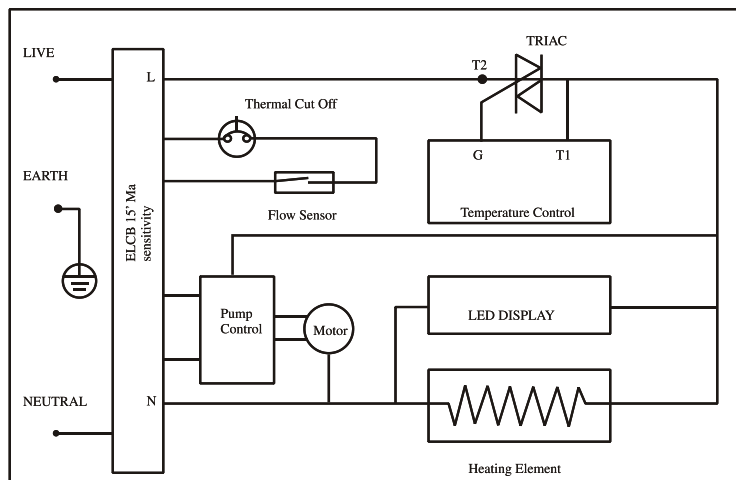 LIVE
TRIAC
T2
L
Thermal Cut Off
G
T1
EARTH
Flow Sensor
Temperature Control
ELCB 15' Ma
sensitivity
Pump
Control
Motor
LED DISPLAY
NEUTRAL
N
Heating Element